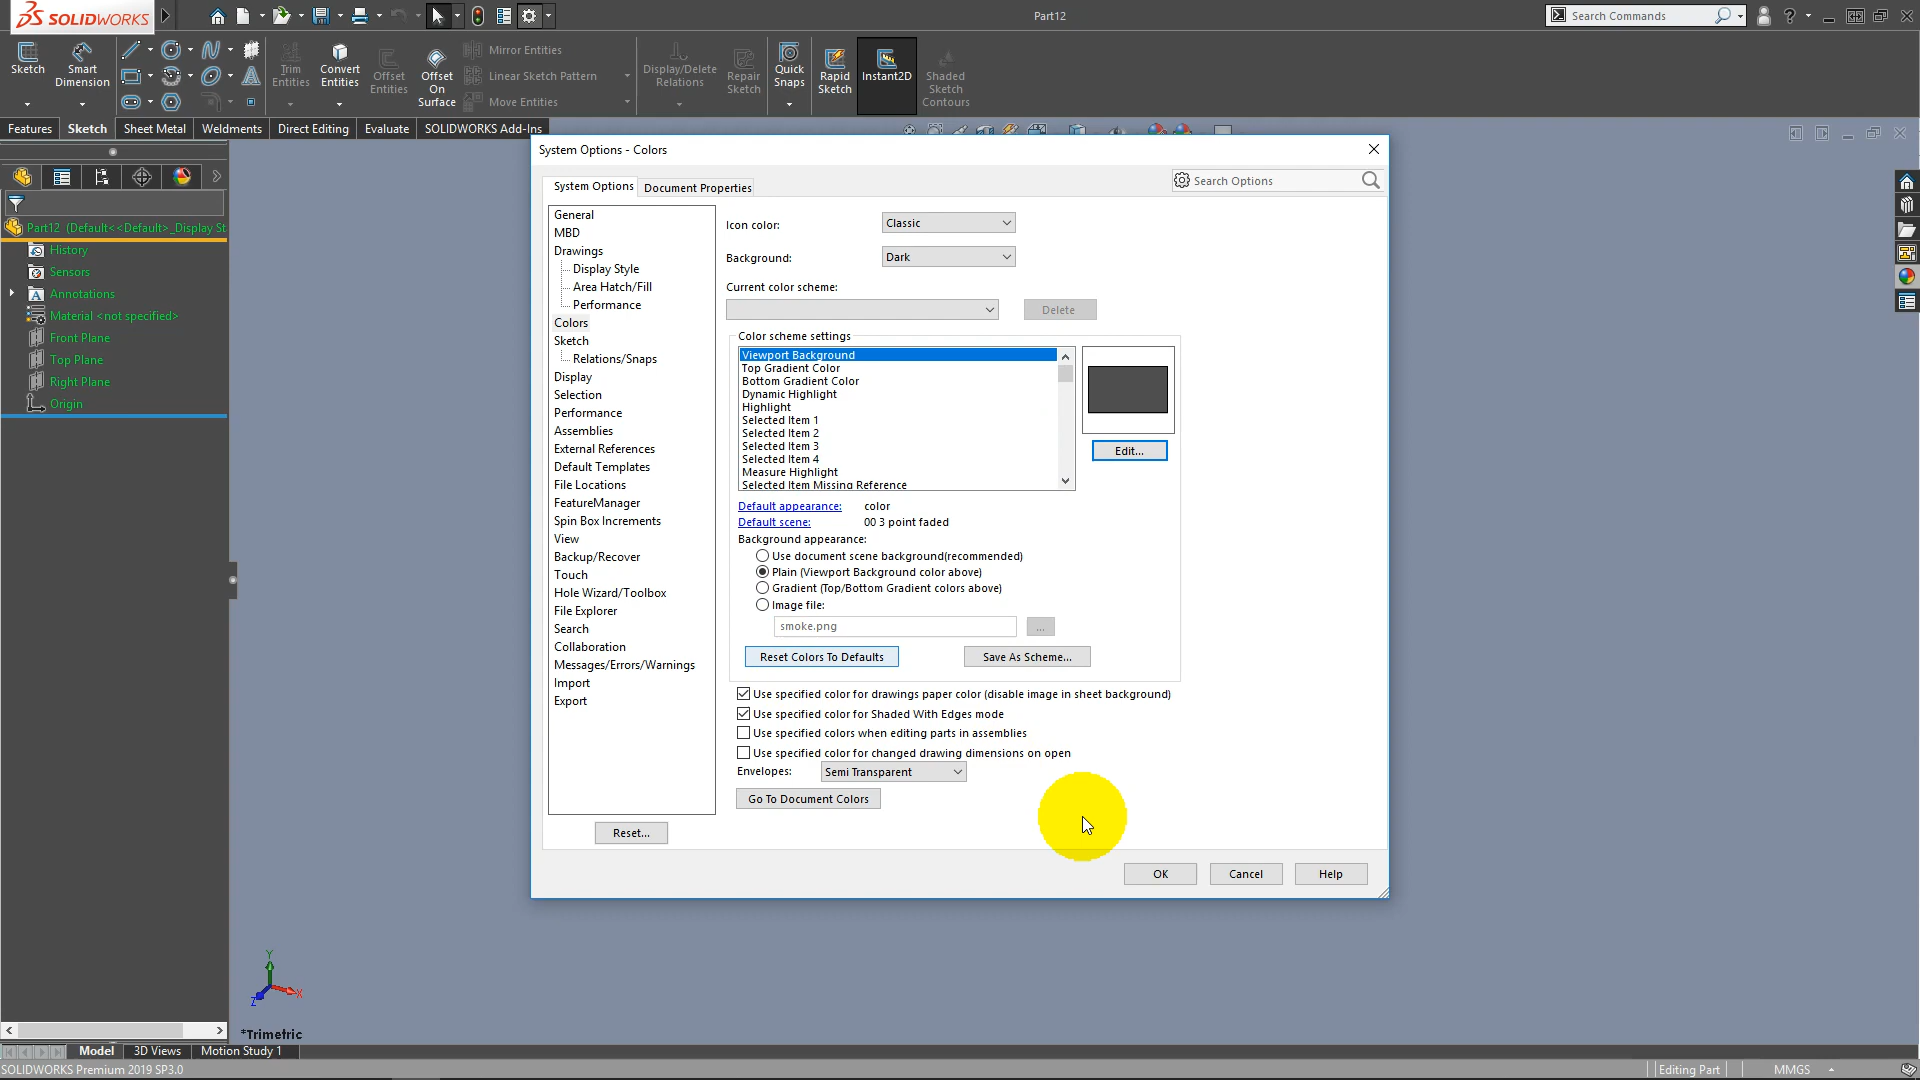 SOLIDWORKS
Part12
Search Commands
Sketch
Smart Dimension
Trim Entities
Convert Entities
Offset Entities
Offset On Surface
Mirror Entities
Linear Sketch Pattern
Move Entities
Display/Delete Relations
Repair Sketch
Quick Snaps
Rapid Sketch
Instant2D
Shaded Sketch Contours
Features
Sketch
Sheet Metal
Weldments
Direct Editing
Evaluate
SOLIDWORKS Add-Ins
Part12 (Default<<Default>_Display St
History
Sensors
Annotations
Material <not specified>
Front Plane
Top Plane
Right Plane
Origin
System Options - Colors
System Options
Document Properties
Search Options
General
MBD
Drawings
Display Style
Area Hatch/Fill
Performance
Colors
Sketch
Relations/Snaps
Display
Selection
Performance
Assemblies
External References
Default Templates
File Locations
FeatureManager
Spin Box Increments
View
Backup/Recover
Touch
Hole Wizard/Toolbox
File Explorer
Search
Collaboration
Messages/Errors/Warnings
Import
Export
Reset...
Icon color:
Classic
Background:
Dark
Current color scheme:
Delete
Color scheme settings
Viewport Background
Top Gradient Color
Bottom Gradient Color
Dynamic Highlight
Highlight
Selected Item 1
Selected Item 2
Selected Item 3
Selected Item 4
Measure Highlight
Selected Item Missing Reference
Edit...
Default appearance: color
Default scene: 00 3 point faded
Background appearance:
Use document scene background(recommended)
Plain (Viewport Background color above)
Gradient (Top/Bottom Gradient colors above)
Image file:
smoke.png
...
Reset Colors To Defaults
Save As Scheme...
Use specified color for drawings paper color (disable image in sheet background)
Use specified color for Shaded With Edges mode
Use specified colors when editing parts in assemblies
Use specified color for changed drawing dimensions on open
Envelopes:
Semi Transparent
Go To Document Colors
OK
Cancel
Help
Y
X
Z
*Trimetric
Model
3D Views
Motion Study 1
SOLIDWORKS Premium 2019 SP3.0
Editing Part
MMGS